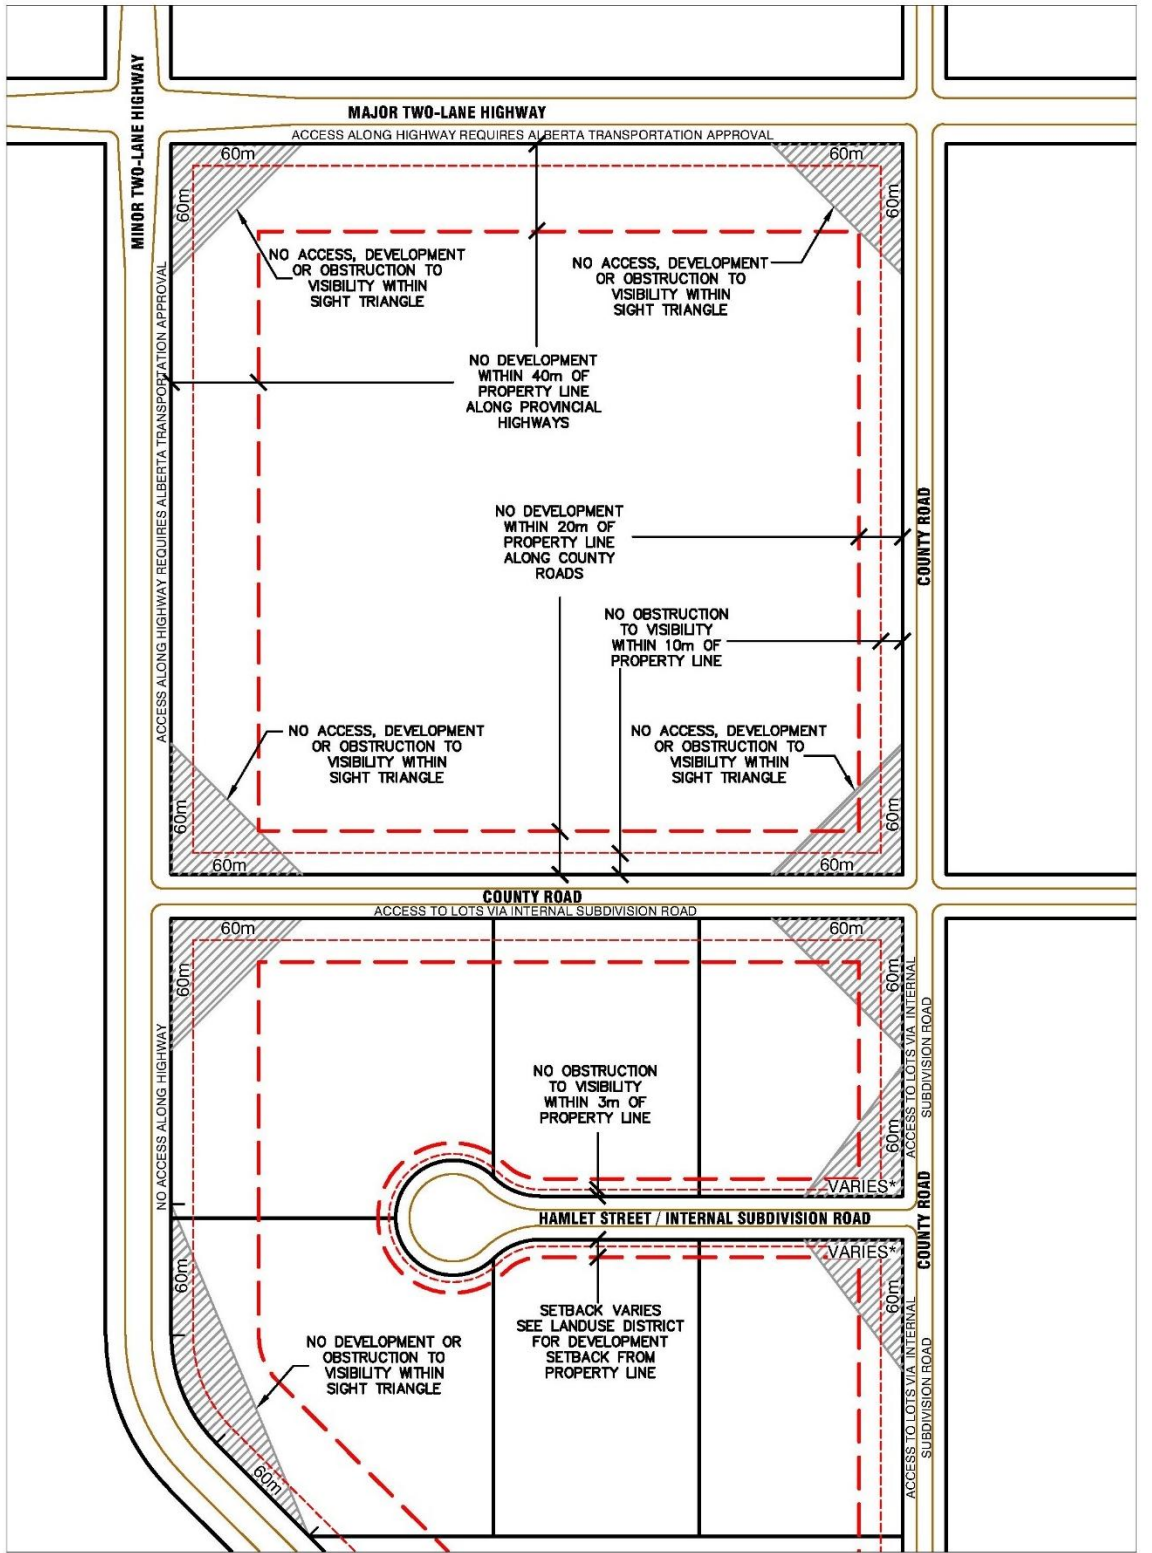 MAJOR TWO-LANE HIGHWAY
ACCESS ALONG HIGHWAY REQUIRES ALBERTA TRANSPORTATION APPROVAL
MINOR TWO-LANE HIGHWAY
60m
60m
60m
60m
NO ACCESS, DEVELOPMENT
OR OBSTRUCTION TO
VISIBILITY WITHIN
SIGHT TRIANGLE
NO ACCESS, DEVELOPMENT
OR OBSTRUCTION TO
VISIBILITY WITHIN
SIGHT TRIANGLE
ACCESS ALONG HIGHWAY REQUIRES ALBERTA TRANSPORTATION APPROVAL
NO DEVELOPMENT
WITHIN 40m OF
PROPERTY LINE
ALONG PROVINCIAL
HIGHWAYS
NO DEVELOPMENT
WITHIN 20m OF
PROPERTY LINE
ALONG COUNTY
ROADS
COUNTY ROAD
NO OBSTRUCTION
TO VISIBILITY
WITHIN 10m OF
PROPERTY LINE
NO ACCESS, DEVELOPMENT
OR OBSTRUCTION TO
VISIBILITY WITHIN
SIGHT TRIANGLE
NO ACCESS, DEVELOPMENT
OR OBSTRUCTION TO
VISIBILITY WITHIN
SIGHT TRIANGLE
60m
60m
60m
60m
COUNTY ROAD
ACCESS TO LOTS VIA INTERNAL SUBDIVISION ROAD
60m
60m
60m
60m
ACCESS TO LOTS VIA INTERNAL
SUBDIVISION ROAD
NO ACCESS ALONG HIGHWAY
NO OBSTRUCTION
TO VISIBILITY
WITHIN 3m OF
PROPERTY LINE
60m
VARIES*
HAMLET STREET / INTERNAL SUBDIVISION ROAD
COUNTY ROAD
VARIES*
60m
60m
SETBACK VARIES
SEE LANDUSE DISTRICT
FOR DEVELOPMENT
SETBACK FROM
PROPERTY LINE
NO DEVELOPMENT OR
OBSTRUCTION TO
VISIBILITY WITHIN
SIGHT TRIANGLE
ACCESS TO LOTS VIA INTERNAL
SUBDIVISION ROAD
60m